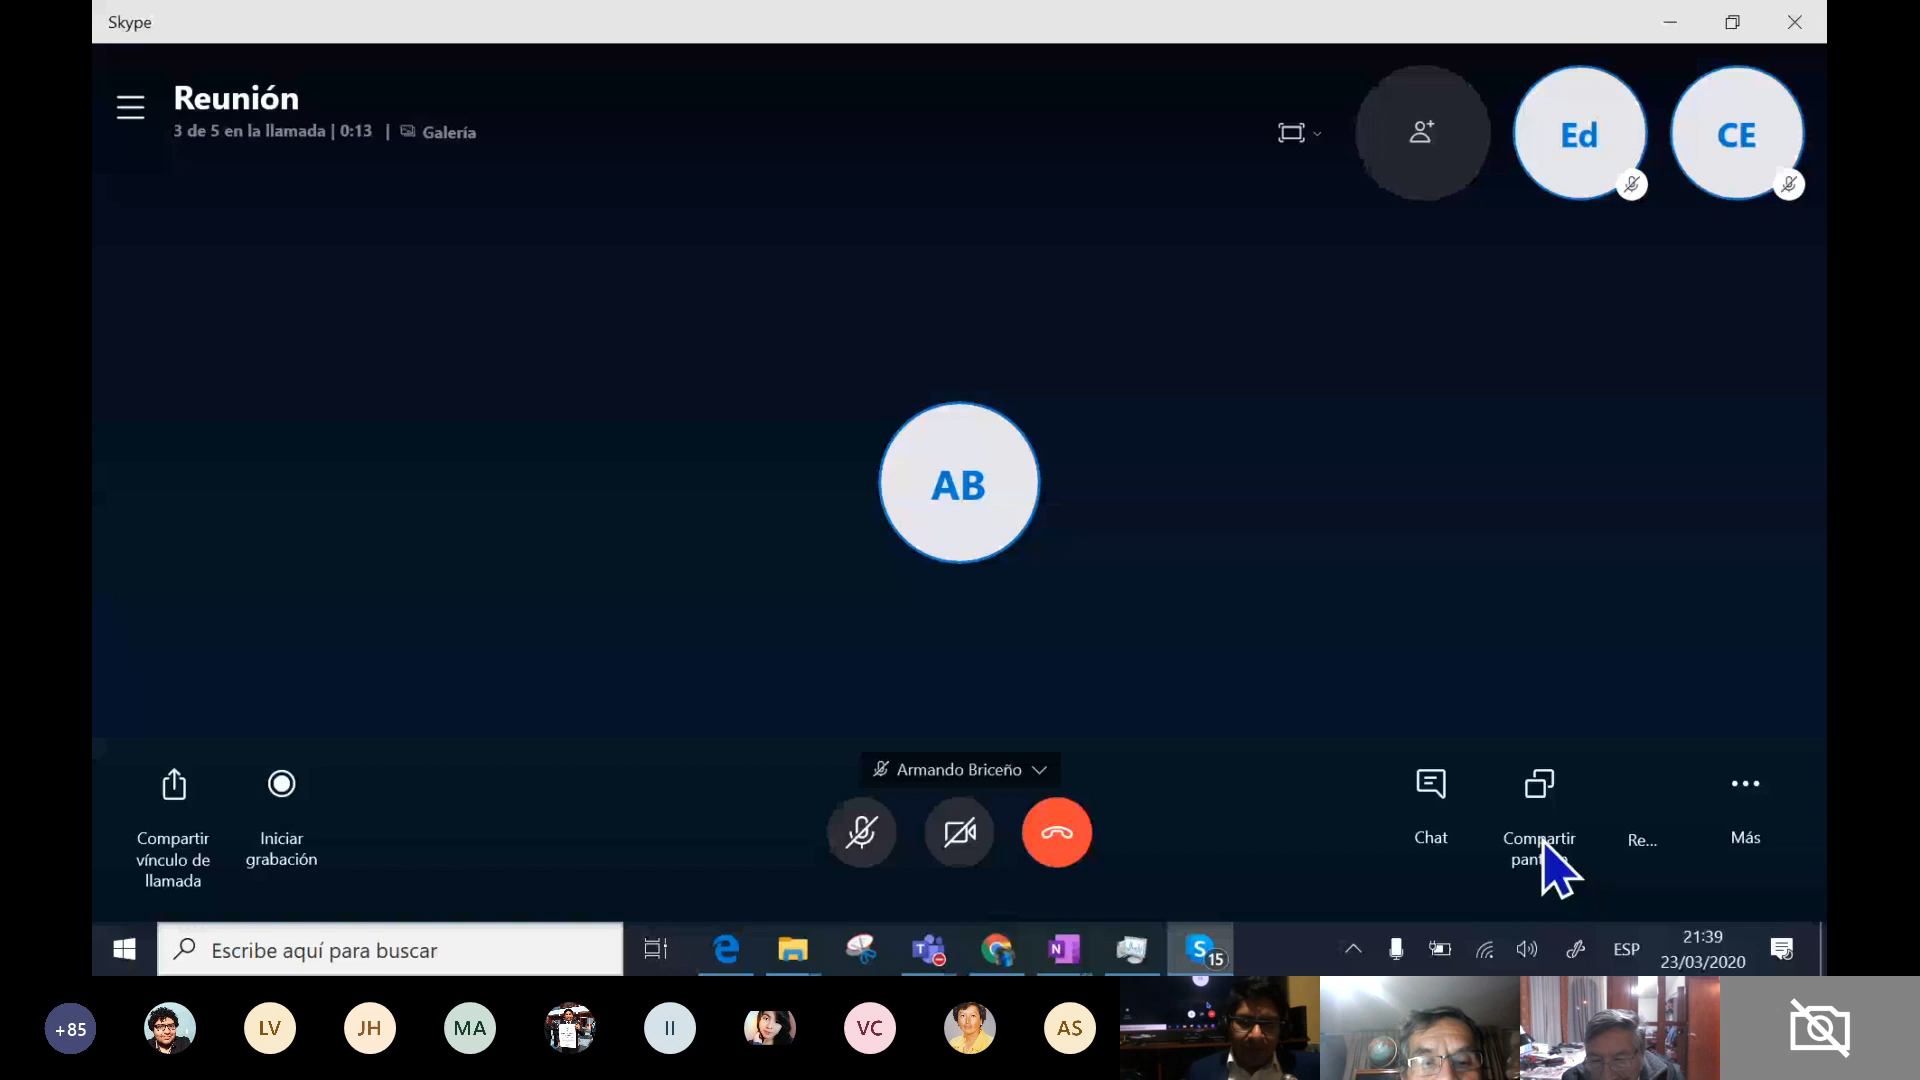 Skype
Reunión
3 de 5 en la llamada | 0:13 | Galería
Ed
CE
AB
Armando Briceño
Compartir
vínculo de
llamada
Iniciar
grabación
Chat
Compartir
Re...
Más
Escribe aquí para buscar
15
ESP
21:39
23/03/2020
+85
LV
JH
MA
II
VC
AS